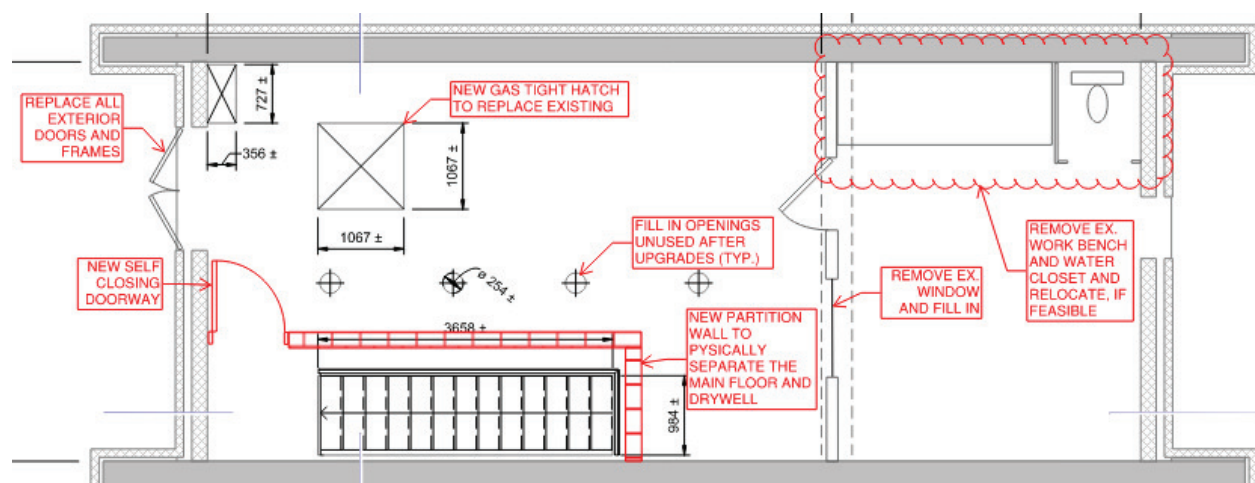 REPLACE ALL
EXTERIOR
DOORS AND
FRAMES
727 ±
356 ±
NEW GAS TIGHT HATCH
TO REPLACE EXISTING
1067 ±
1067 ±
NEW SELF
CLOSING
DOORWAY
ø 254 ±
FILL IN OPENINGS
UNUSED AFTER
UPGRADES (TYP.)
REMOVE EX.
WINDOW
AND FILL IN
REMOVE EX.
WORK BENCH
AND WATER
CLOSET AND
RELOCATE, IF
FEASIBLE
3658 ±
NEW PARTITION
WALL TO
PYSICALLY
SEPARATE THE
MAIN FLOOR AND
DRYWELL
984 ±